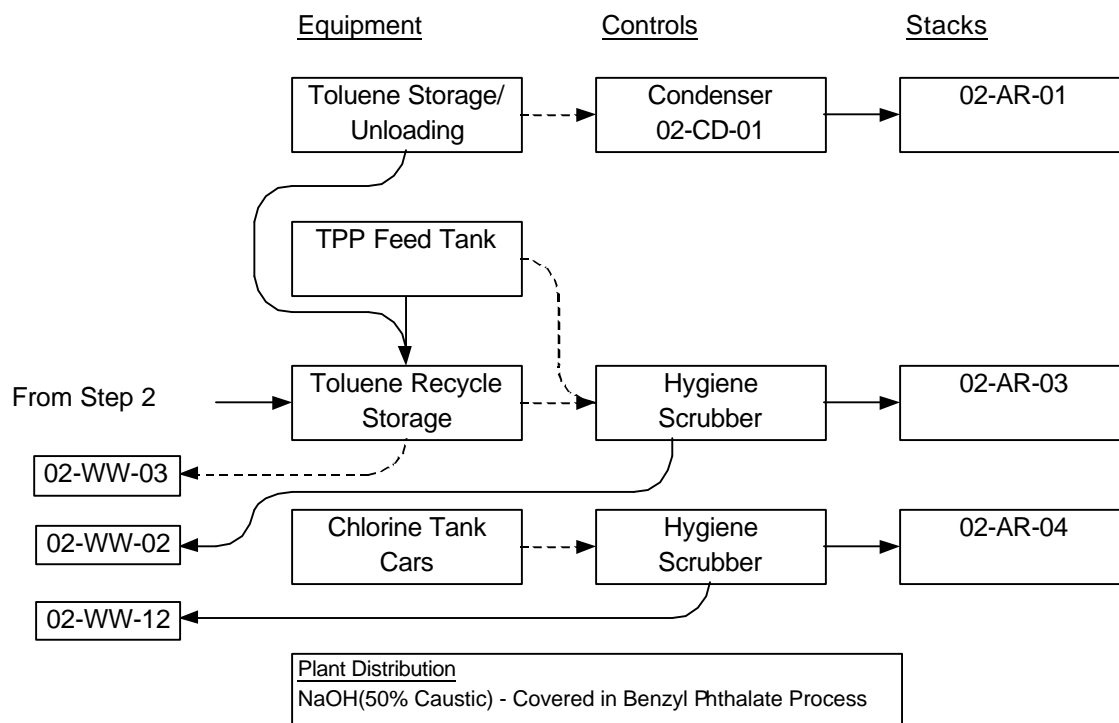 Equipment
Controls
Stacks
Toluene Storage/
Unloading
Condenser
02-CD-01
02-AR-01
TPP Feed Tank
From Step 2
Toluene Recycle
Storage
Hygiene
Scrubber
02-AR-03
02-WW-03
02-WW-02
Chlorine Tank
Cars
Hygiene
Scrubber
02-AR-04
02-WW-12
Plant Distribution
NaOH(50% Caustic) - Covered in Benzyl Phthalate Process